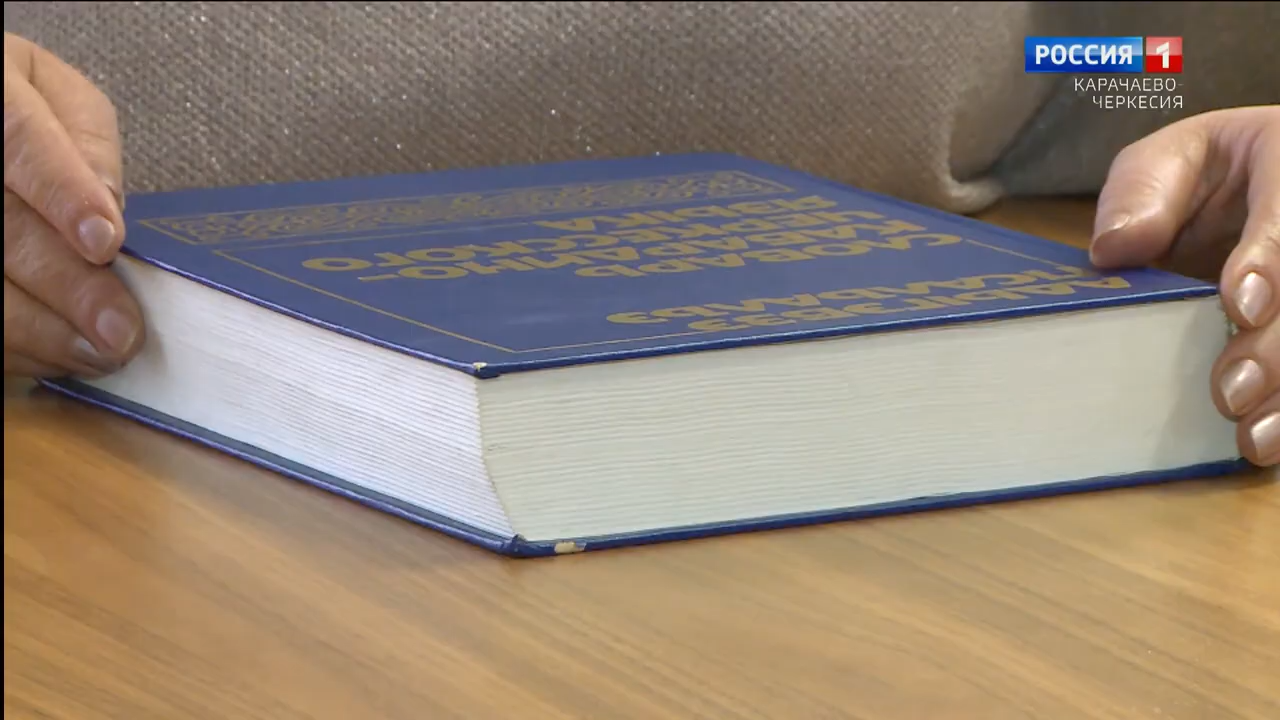 РОССИЯ 1
КАРАЧАЕВО-
ЧЕРКЕСИЯ
АДЫГЭБЗЭ
ПСАЛЪАЛЪЭ
СЛОВАРЬ
КАБАРДИНО-
ЧЕРКЕССКОГО
ЯЗЫКА